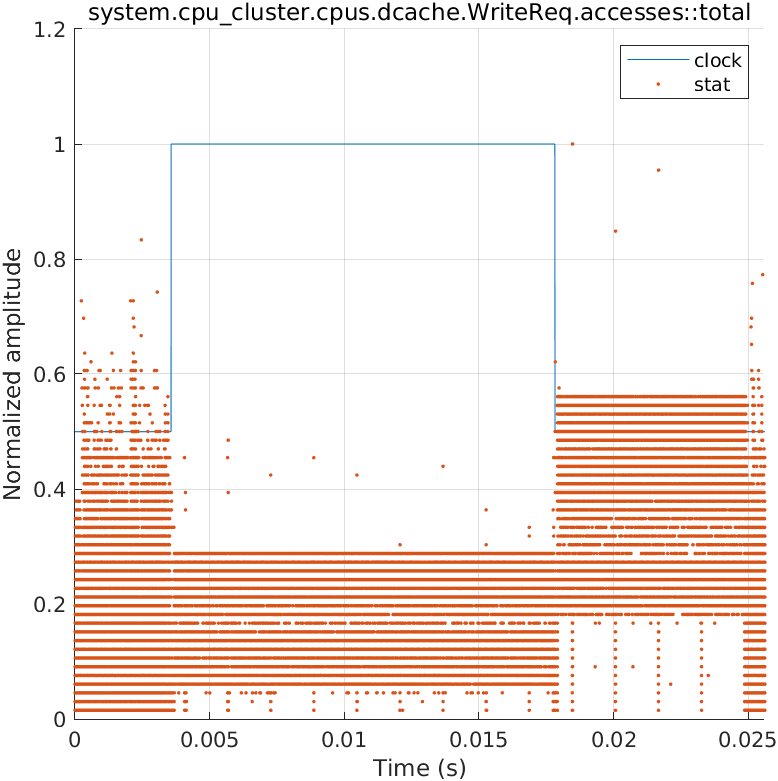 system.cpu_cluster.cpus.dcache.WriteReq.accesses::total
1.2
1
0.8
0.6
0.4
0.2
0
Normalized amplitude
clock
stat
0 0.005 0.01 0.015 0.02 0.025
Time (s)